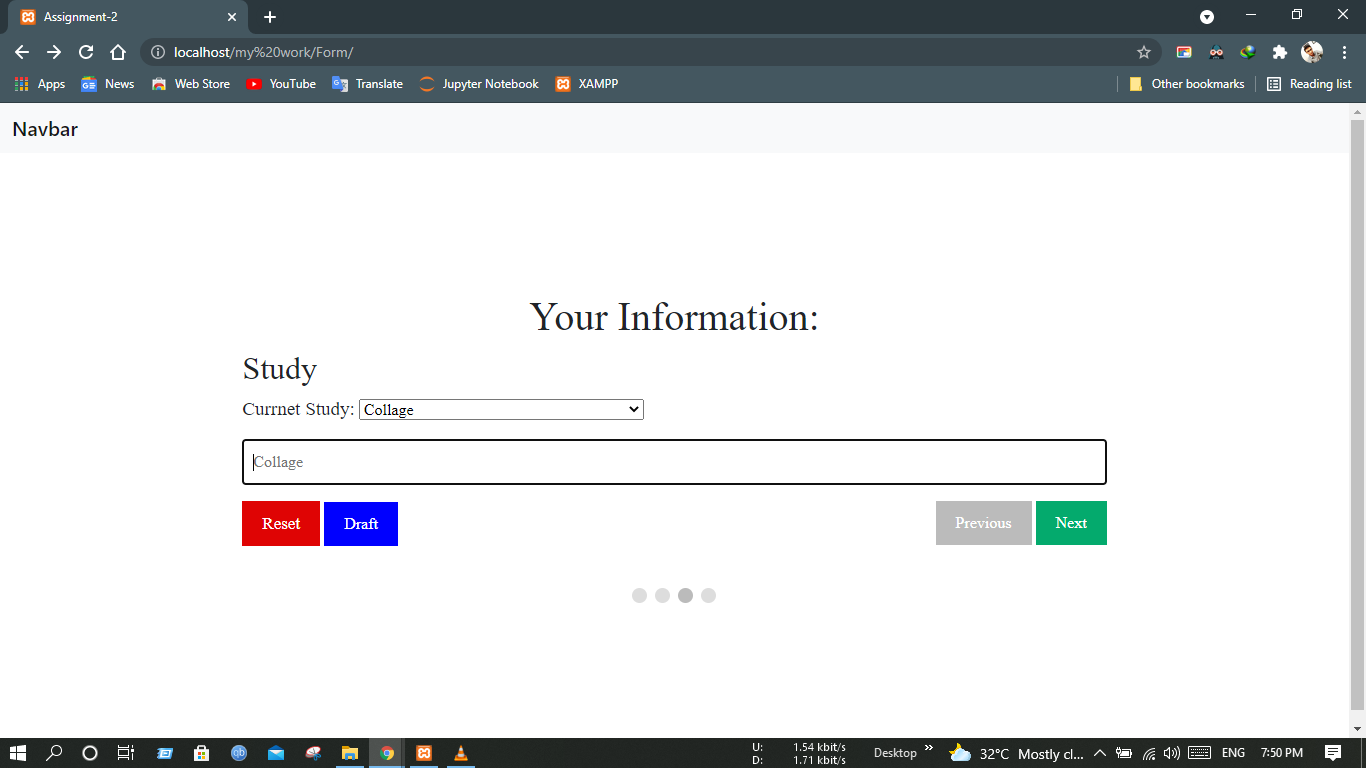 Assignment-2
localhost/my%20work/Form/
Apps News Web Store YouTube Translate Jupyter Notebook XAMPP Other bookmarks Reading list
Navbar
Your Information:
Study
Currnet Study: Collage
Collage
Reset Draft Previous Next
U: 1.54 kbit/s
D: 1.71 kbit/s
Desktop » 32°C Mostly cl... ENG 7:50 PM